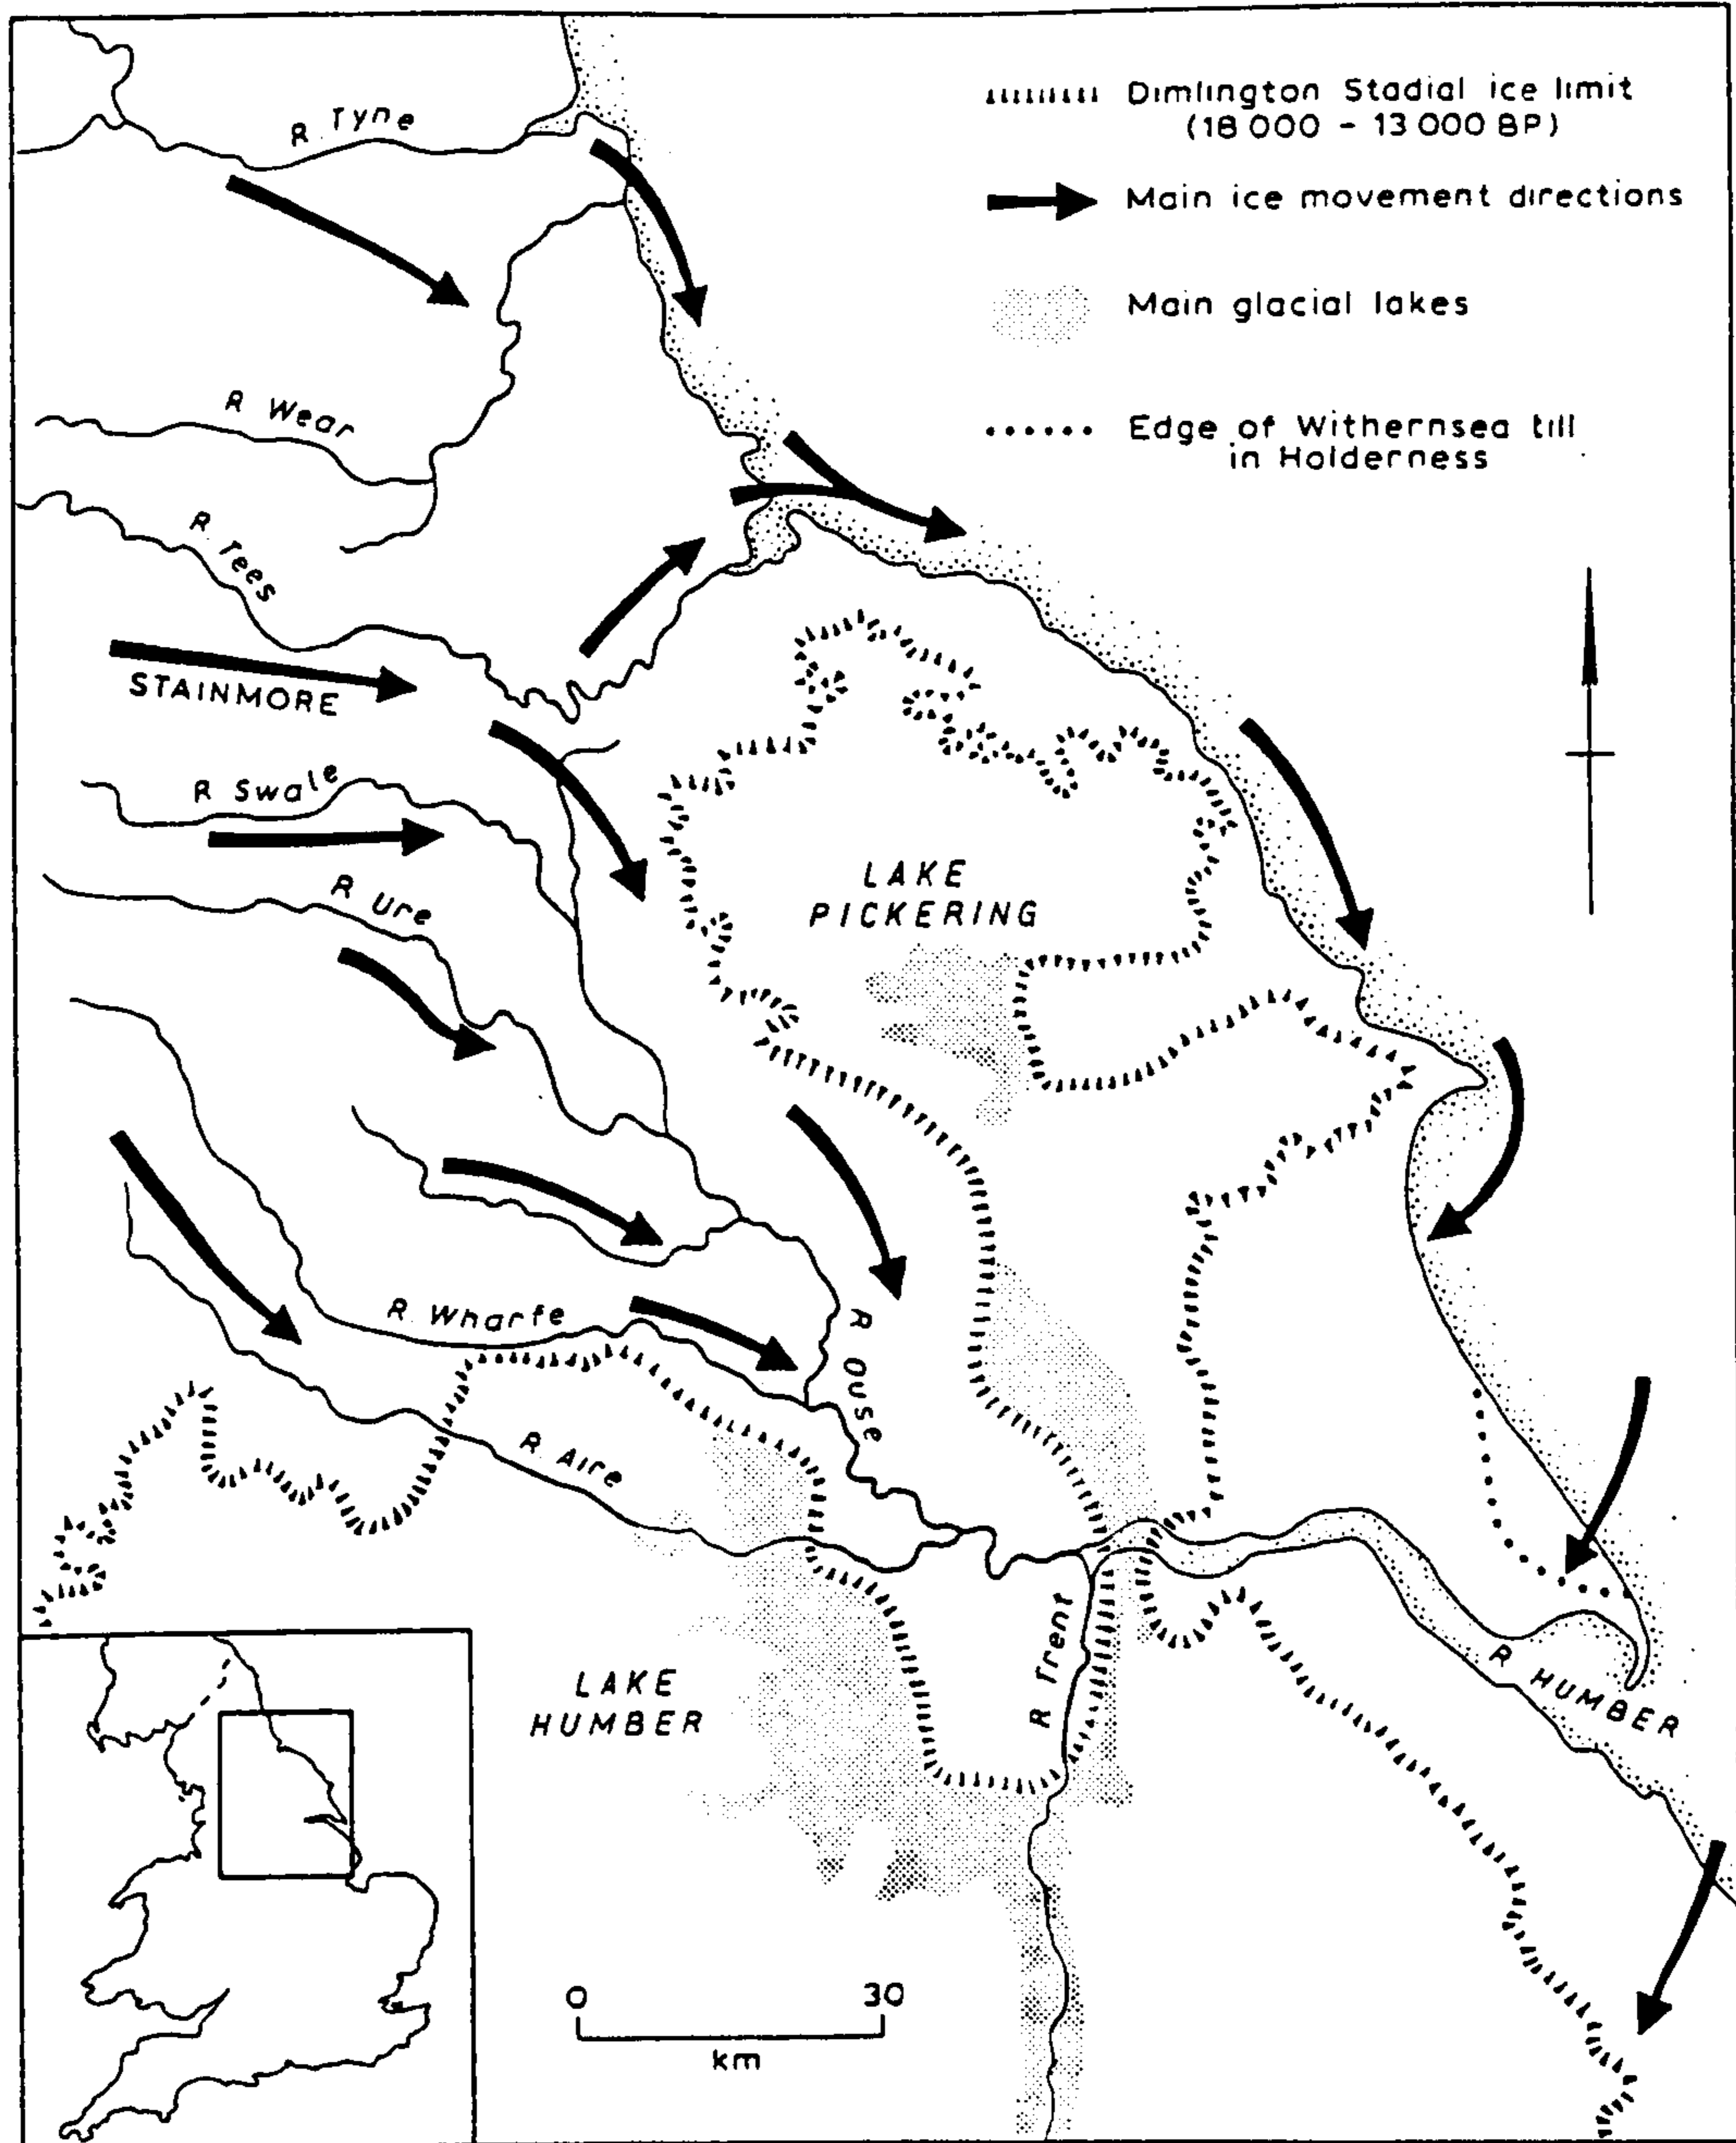 Dimlington Stadial ice limit
(18 000 - 13 000 BP)
Main ice movement directions
Main glacial lakes
Edge of Withernsea till
in Holderness
R Tyne
R Wear
R. Tees
STAINMORE
R Swale
R Ure
LAKE
PICKERING
R. Wharfe
R Ouse
R. Aire
R Trent
R HUMBER
LAKE
HUMBER
0 30
km